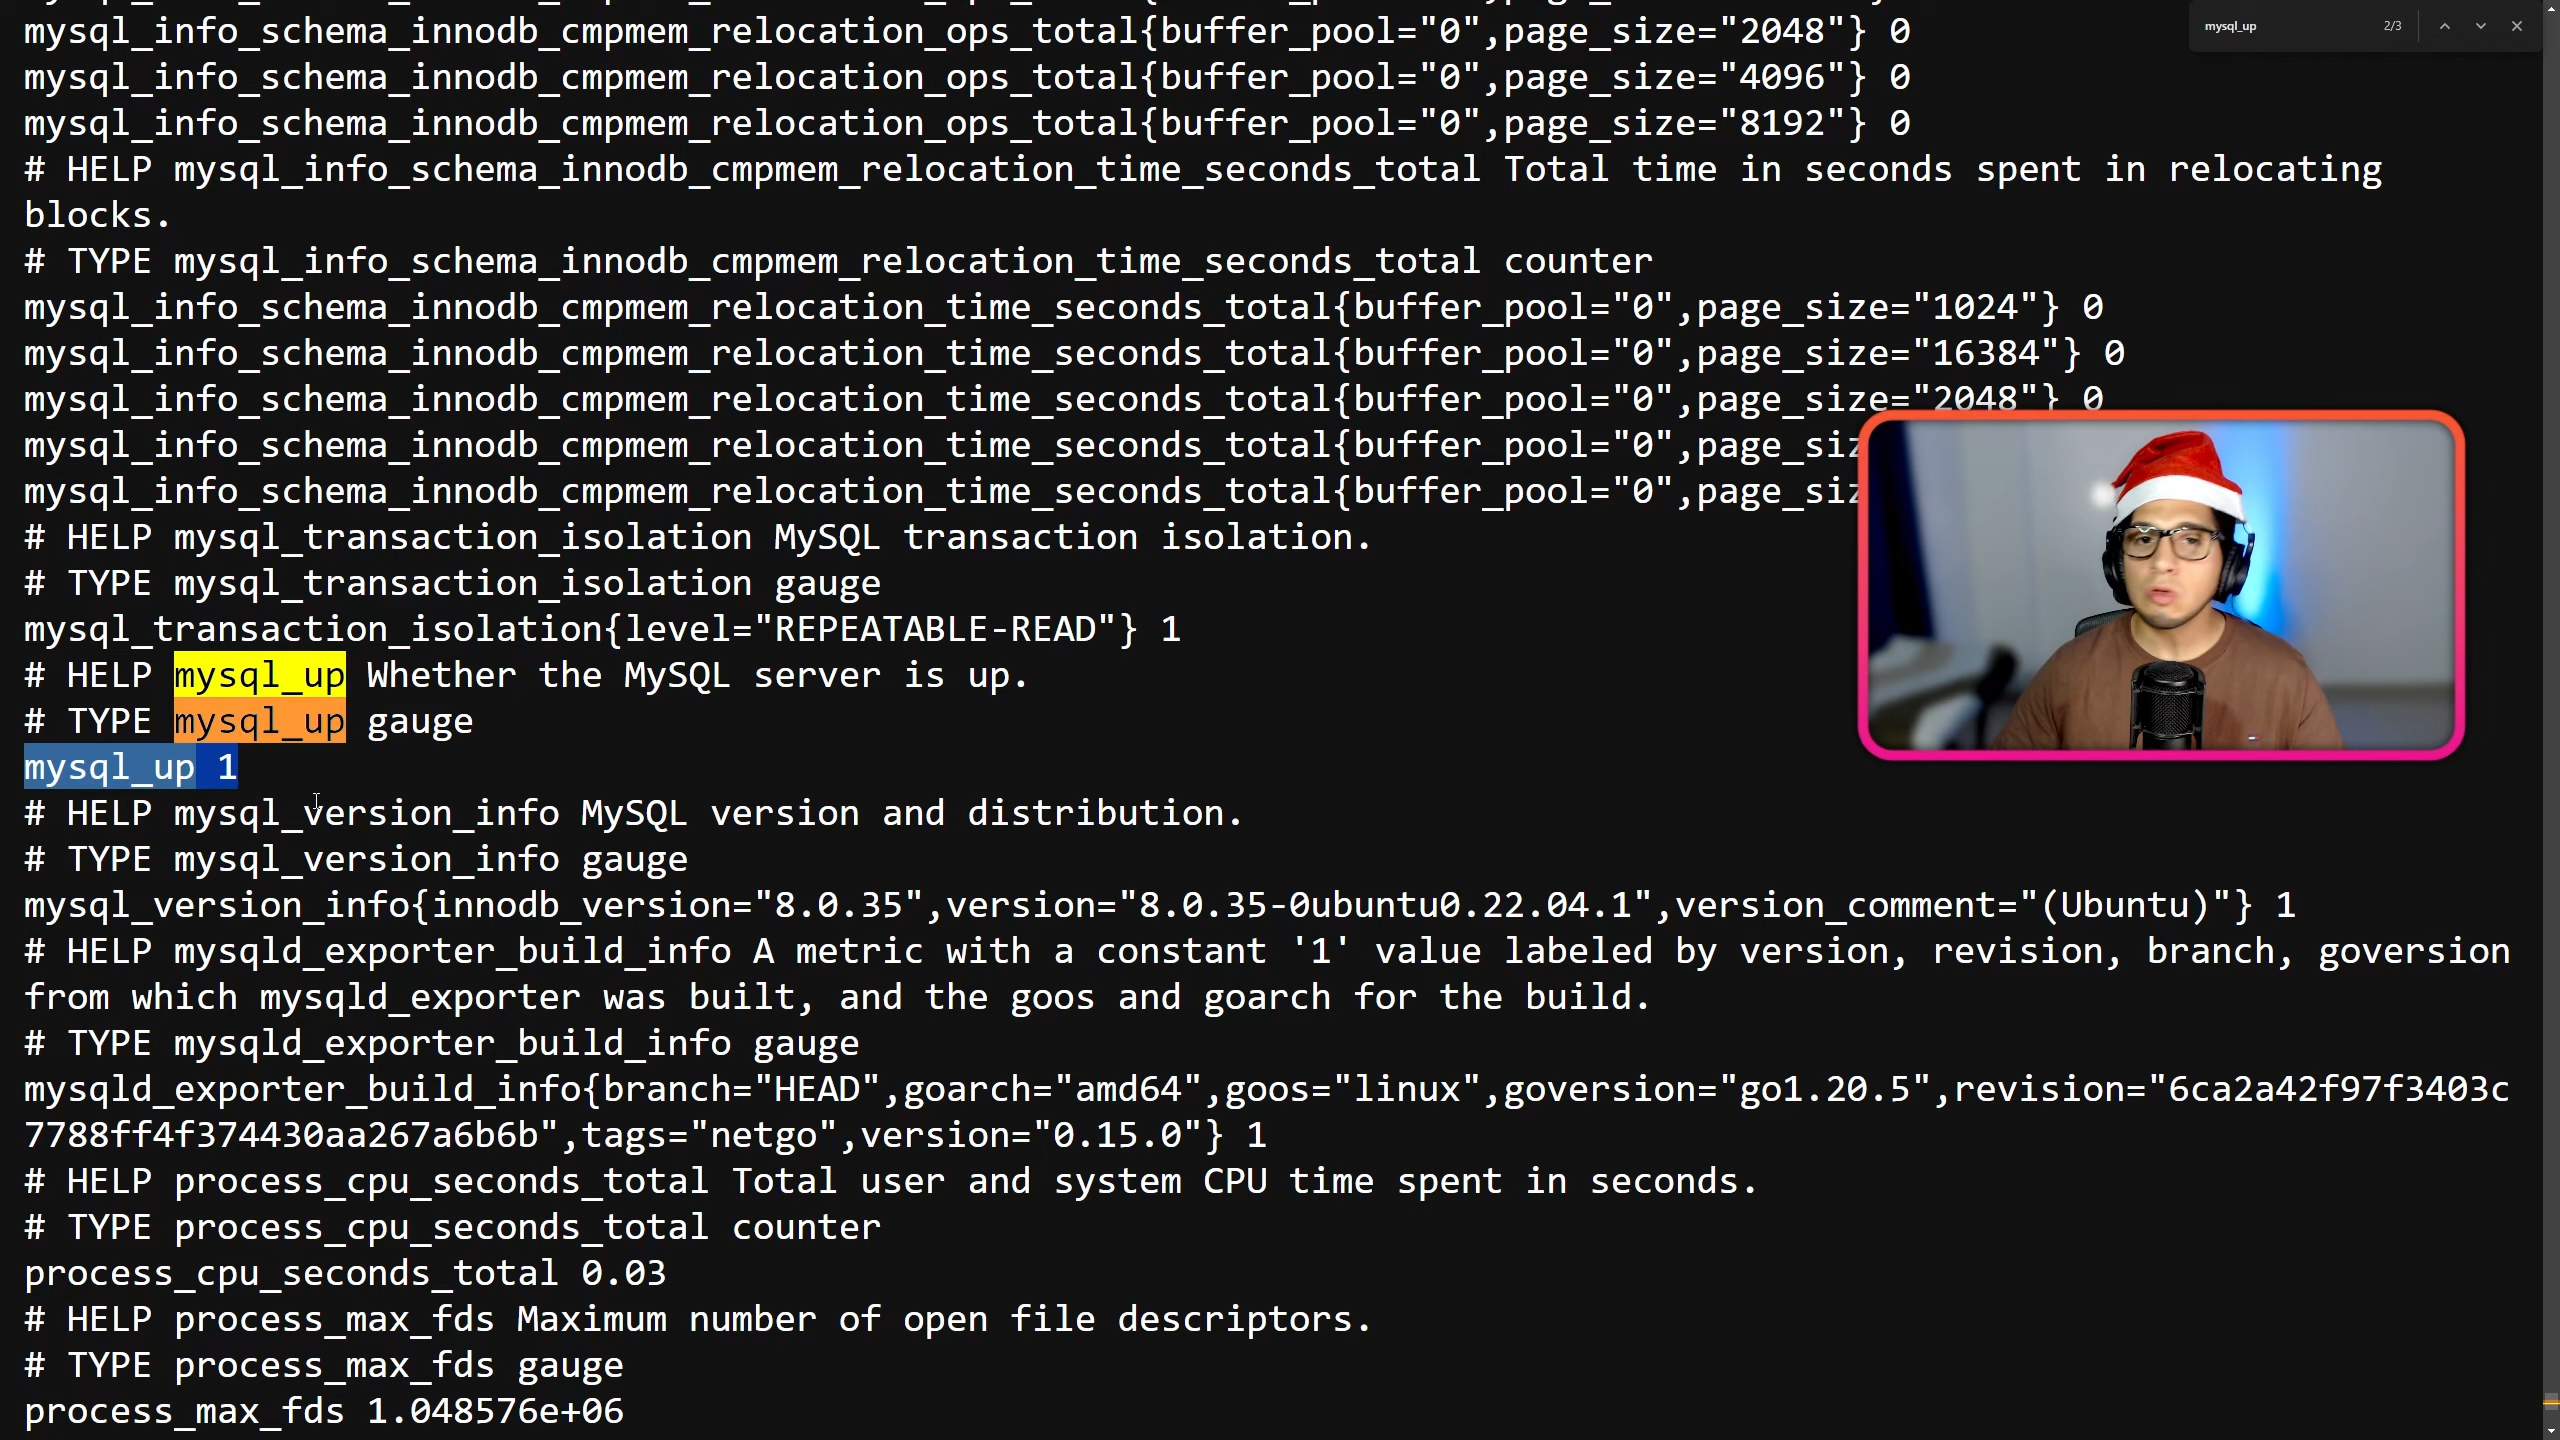 mysql_info_schema_innodb_cmpmem_relocation_ops_total{buffer_pool="0",page_size="2048"} 0
mysql_up 2/3
mysql_info_schema_innodb_cmpmem_relocation_ops_total{buffer_pool="0",page_size="4096"} 0
mysql_info_schema_innodb_cmpmem_relocation_ops_total{buffer_pool="0",page_size="8192"} 0
# HELP mysql_info_schema_innodb_cmpmem_relocation_time_seconds_total Total time in seconds spent in relocating
blocks.
# TYPE mysql_info_schema_innodb_cmpmem_relocation_time_seconds_total counter
mysql_info_schema_innodb_cmpmem_relocation_time_seconds_total{buffer_pool="0",page_size="1024"} 0
mysql_info_schema_innodb_cmpmem_relocation_time_seconds_total{buffer_pool="0",page_size="16384"} 0
mysql_info_schema_innodb_cmpmem_relocation_time_seconds_total{buffer_pool="0",page_size="2048"} 0
mysql_info_schema_innodb_cmpmem_relocation_time_seconds_total{buffer_pool="0",page_siz
mysql_info_schema_innodb_cmpmem_relocation_time_seconds_total{buffer_pool="0",page_siz
# HELP mysql_transaction_isolation MySQL transaction isolation.
# TYPE mysql_transaction_isolation gauge
mysql_transaction_isolation{level="REPEATABLE-READ"} 1
# HELP mysql_up Whether the MySQL server is up.
# TYPE mysql_up gauge
mysql_up 1
# HELP mysql_version_info MySQL version and distribution.
# TYPE mysql_version_info gauge
mysql_version_info{innodb_version="8.0.35",version="8.0.35-0ubuntu0.22.04.1",version_comment="(Ubuntu)"} 1
# HELP mysqld_exporter_build_info A metric with a constant '1' value labeled by version, revision, branch, goversion
from which mysqld_exporter was built, and the goos and goarch for the build.
# TYPE mysqld_exporter_build_info gauge
mysqld_exporter_build_info{branch="HEAD",goarch="amd64",goos="linux",goversion="go1.20.5",revision="6ca2a42f97f3403c
7788ff4f374430aa267a6b6b",tags="netgo",version="0.15.0"} 1
# HELP process_cpu_seconds_total Total user and system CPU time spent in seconds.
# TYPE process_cpu_seconds_total counter
process_cpu_seconds_total 0.03
# HELP process_max_fds Maximum number of open file descriptors.
# TYPE process_max_fds gauge
process_max_fds 1.048576e+06